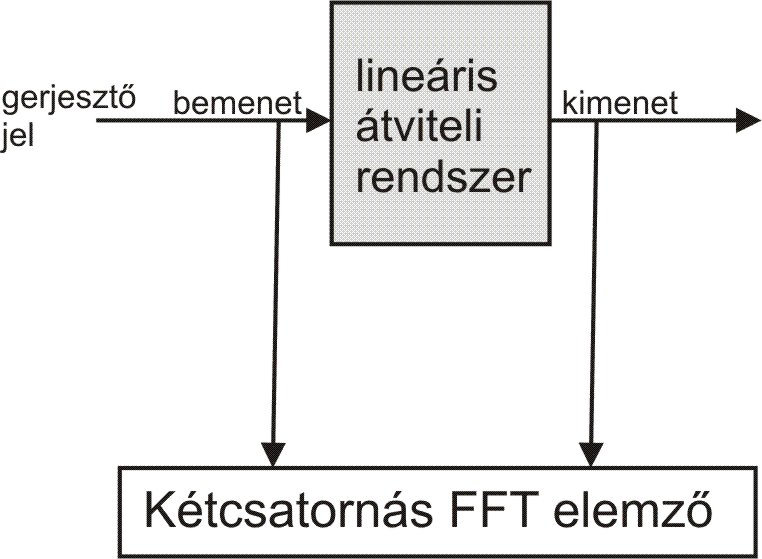 gerjesztő
jel
bemenet
lineáris
átviteli
rendszer
kimenet
Kétcsatornás FFT elemző